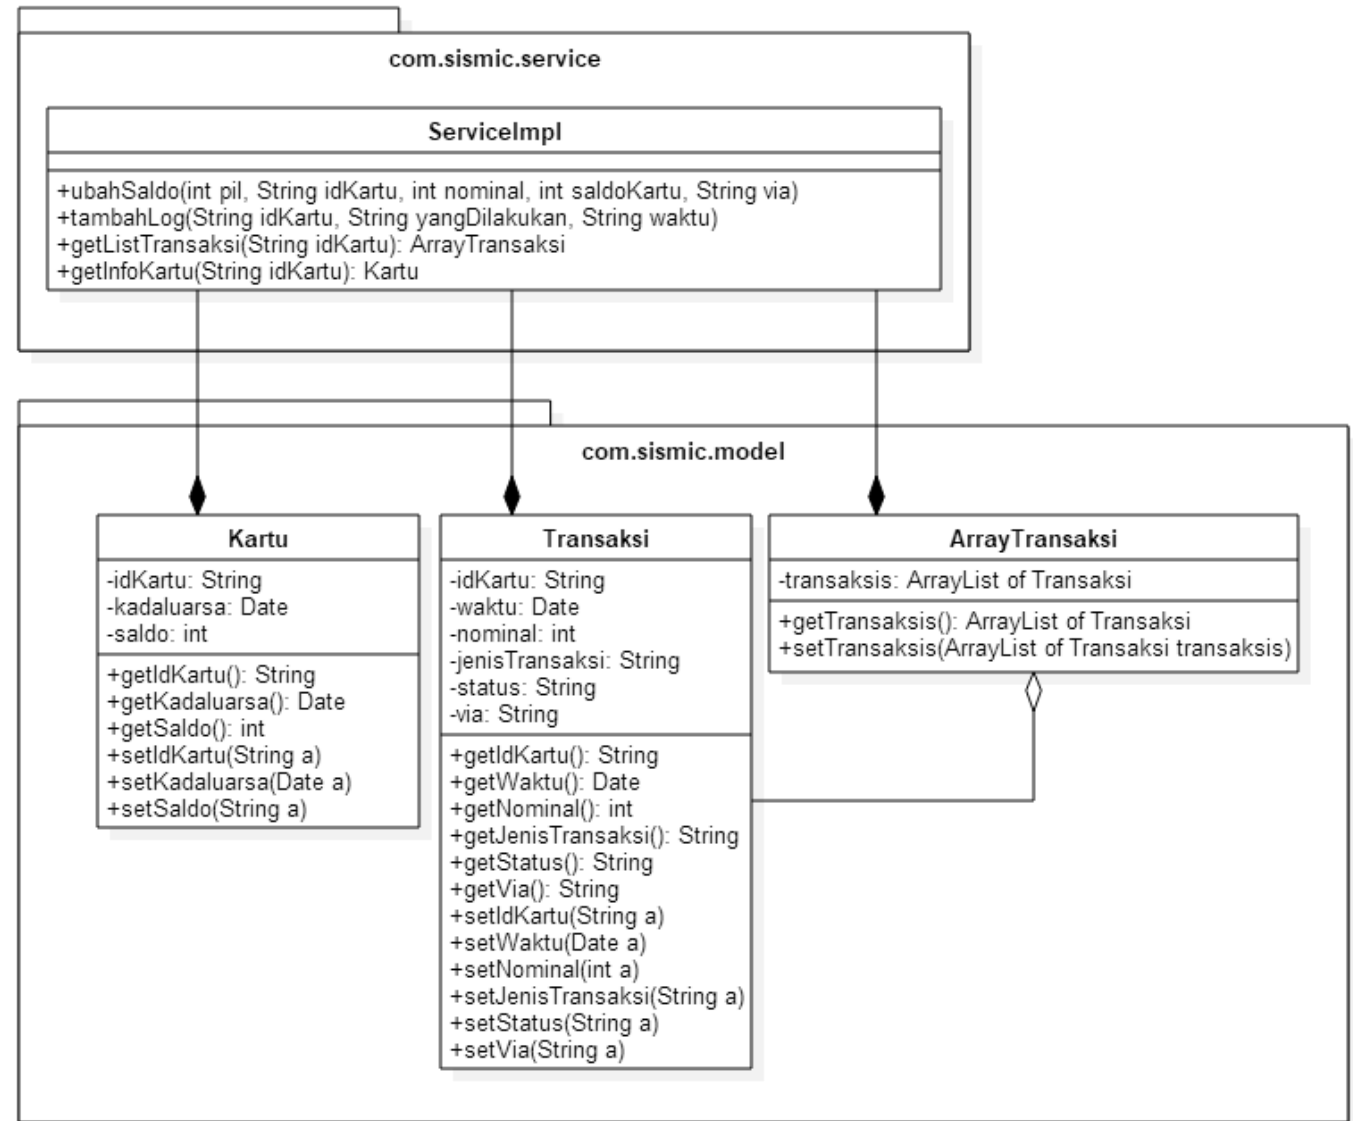 com.sismic.service
ServiceImpl
+ubahSaldo(int pil, String idKartu, int nominal, int saldoKartu, String via)
+tambahLog(String idKartu, String yangDilakukan, String waktu)
+getListTransaksi(String idKartu): ArrayTransaksi
+getInfoKartu(String idKartu): Kartu
com.sismic.model
Kartu
-idKartu: String
-kadaluarsa: Date
-saldo: int
+getIdKartu(): String
+getKadaluarsa(): Date
+getSaldo(): int
+setIdKartu(String a)
+setKadaluarsa(Date a)
+setSaldo(String a)
Transaksi
-idKartu: String
-waktu: Date
-nominal: int
-jenisTransaksi: String
-status: String
-via: String
+getIdKartu(): String
+getWaktu(): Date
+getNominal(): int
+getJenisTransaksi(): String
+getStatus(): String
+getVia(): String
+setIdKartu(String a)
+setWaktu(Date a)
+setNominal(int a)
+setJenisTransaksi(String a)
+setStatus(String a)
+setVia(String a)
ArrayTransaksi
-transaksis: ArrayList of Transaksi
+getTransaksis(): ArrayList of Transaksi
+setTransaksis(ArrayList of Transaksi transaksis)